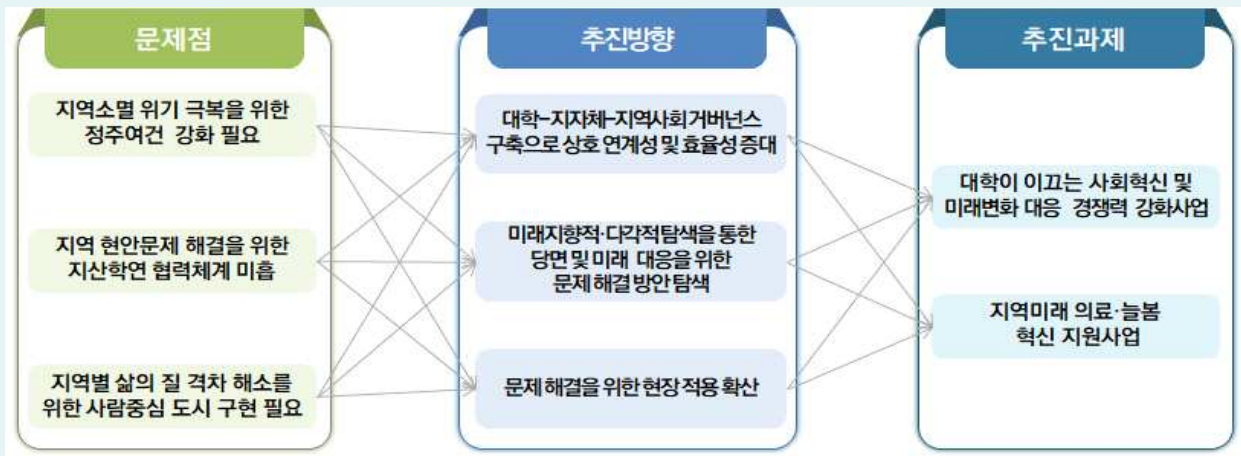 문제점
지역소멸 위기 극복을 위한
정주여건 강화 필요
지역 현안문제 해결을 위한
지산학연 협력체계 미흡
지역별 삶의 질 격차 해소를
위한 사람중심 도시 구현 필요
추진방향
대학-지자체-지역사회 거버넌스
구축으로 상호 연계성 및 효율성 증대
미래지향적·다각적탐색을 통한
당면 및 미래 대응을 위한
문제 해결 방안 탐색
문제 해결을 위한 현장 적용 확산
추진과제
대학이 이끄는 사회혁신 및
미래변화 대응 경쟁력 강화사업
지역미래 의료·늘봄
혁신 지원사업